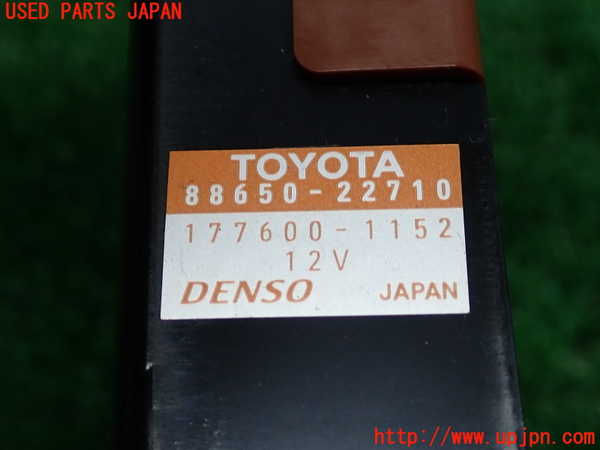 USED PARTS JAPAN
TOYOTA
88650-22710
177600-1152
12V
DENSO JAPAN
http://www.upjpn.com/